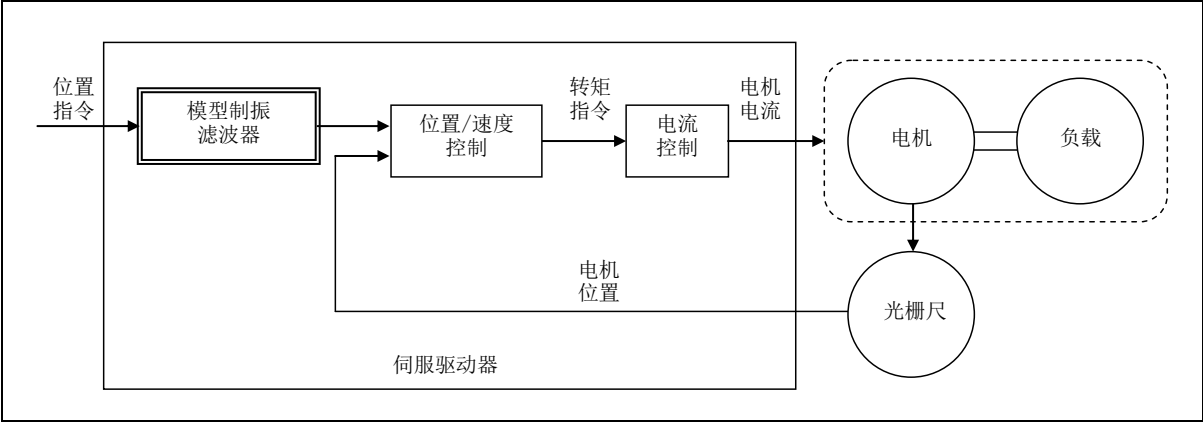 位置
指令
模型制振
滤波器
位置/速度
控制
转矩
指令
电流
控制
电机
电流
电机
负载
电机
位置
光栅尺
伺服驱动器